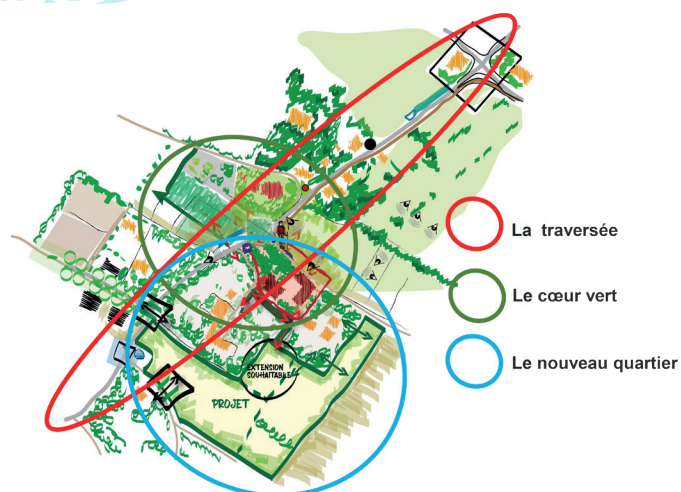 La traversée
Le cœur vert
Le nouveau quartier
EXTENSION
SOUHAITABLE
PROJET